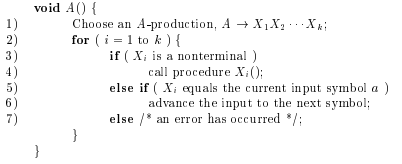 void A() {
1) Choose an A-production, A → X₁X₂ ··· Xₖ;
2) for ( i = 1 to k ) {
3) if ( Xᵢ is a nonterminal )
4) call procedure Xᵢ();
5) else if ( Xᵢ equals the current input symbol a )
6) advance the input to the next symbol;
7) else /* an error has occurred */;
}
}